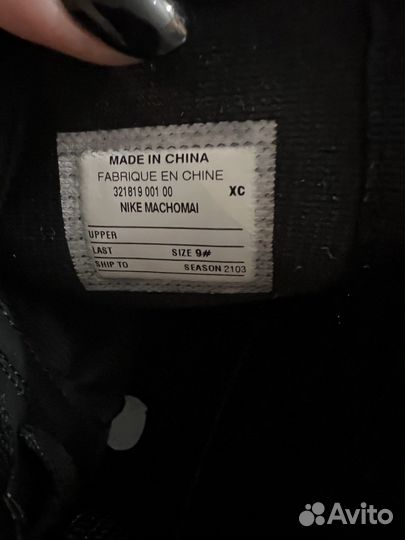 MADE IN CHINA
FABRIQUE EN CHINE
321819 001 00 XC
NIKE MACHOMAI
UPPER
LAST SIZE 9#
SHIP TO SEASON 2103
Avito